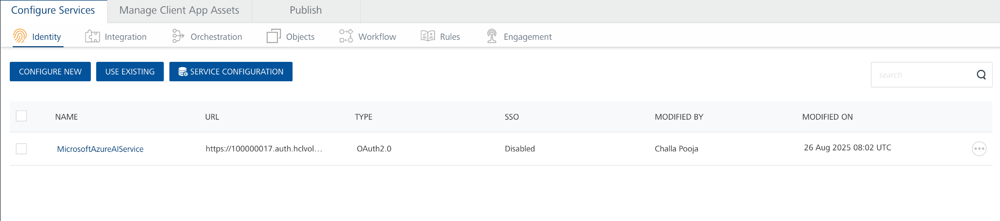 Configure Services Manage Client App Assets Publish
Identity Integration Orchestration Objects Workflow Rules Engagement
CONFIGURE NEW USE EXISTING SERVICE CONFIGURATION search
NAME URL TYPE SSO MODIFIED BY MODIFIED ON
MicrosoftAzureAIService https://100000017.auth.hclvol... OAuth2.0 Disabled Challa Pooja 26 Aug 2025 08:02 UTC